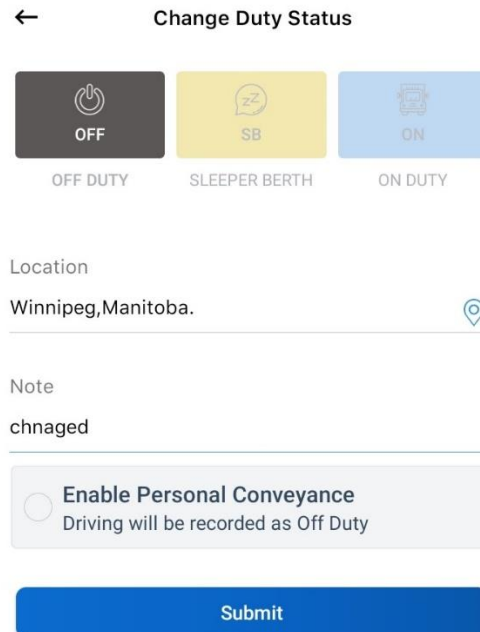 Change Duty Status
OFF
zZ
SB
ON
OFF DUTY
SLEEPER BERTH
ON DUTY
Location
Winnipeg,Manitoba.
Note
chnaged
Enable Personal Conveyance
Driving will be recorded as Off Duty
Submit